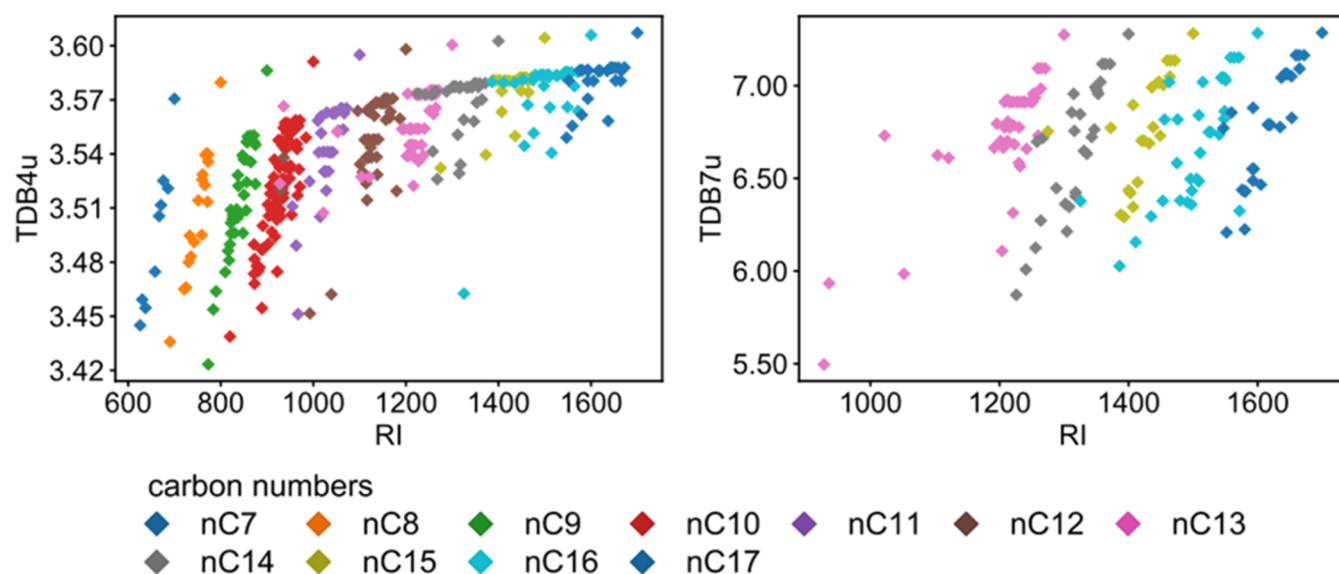 3.60
3.57
3.54
3.51
3.48
3.45
3.42
TDB4u
600 800 1000 1200 1400 1600
RI
7.00
6.50
6.00
5.50
TDB7u
1000 1200 1400 1600
RI
carbon numbers
nC7 nC8 nC9 nC10 nC11 nC12 nC13
nC14 nC15 nC16 nC17